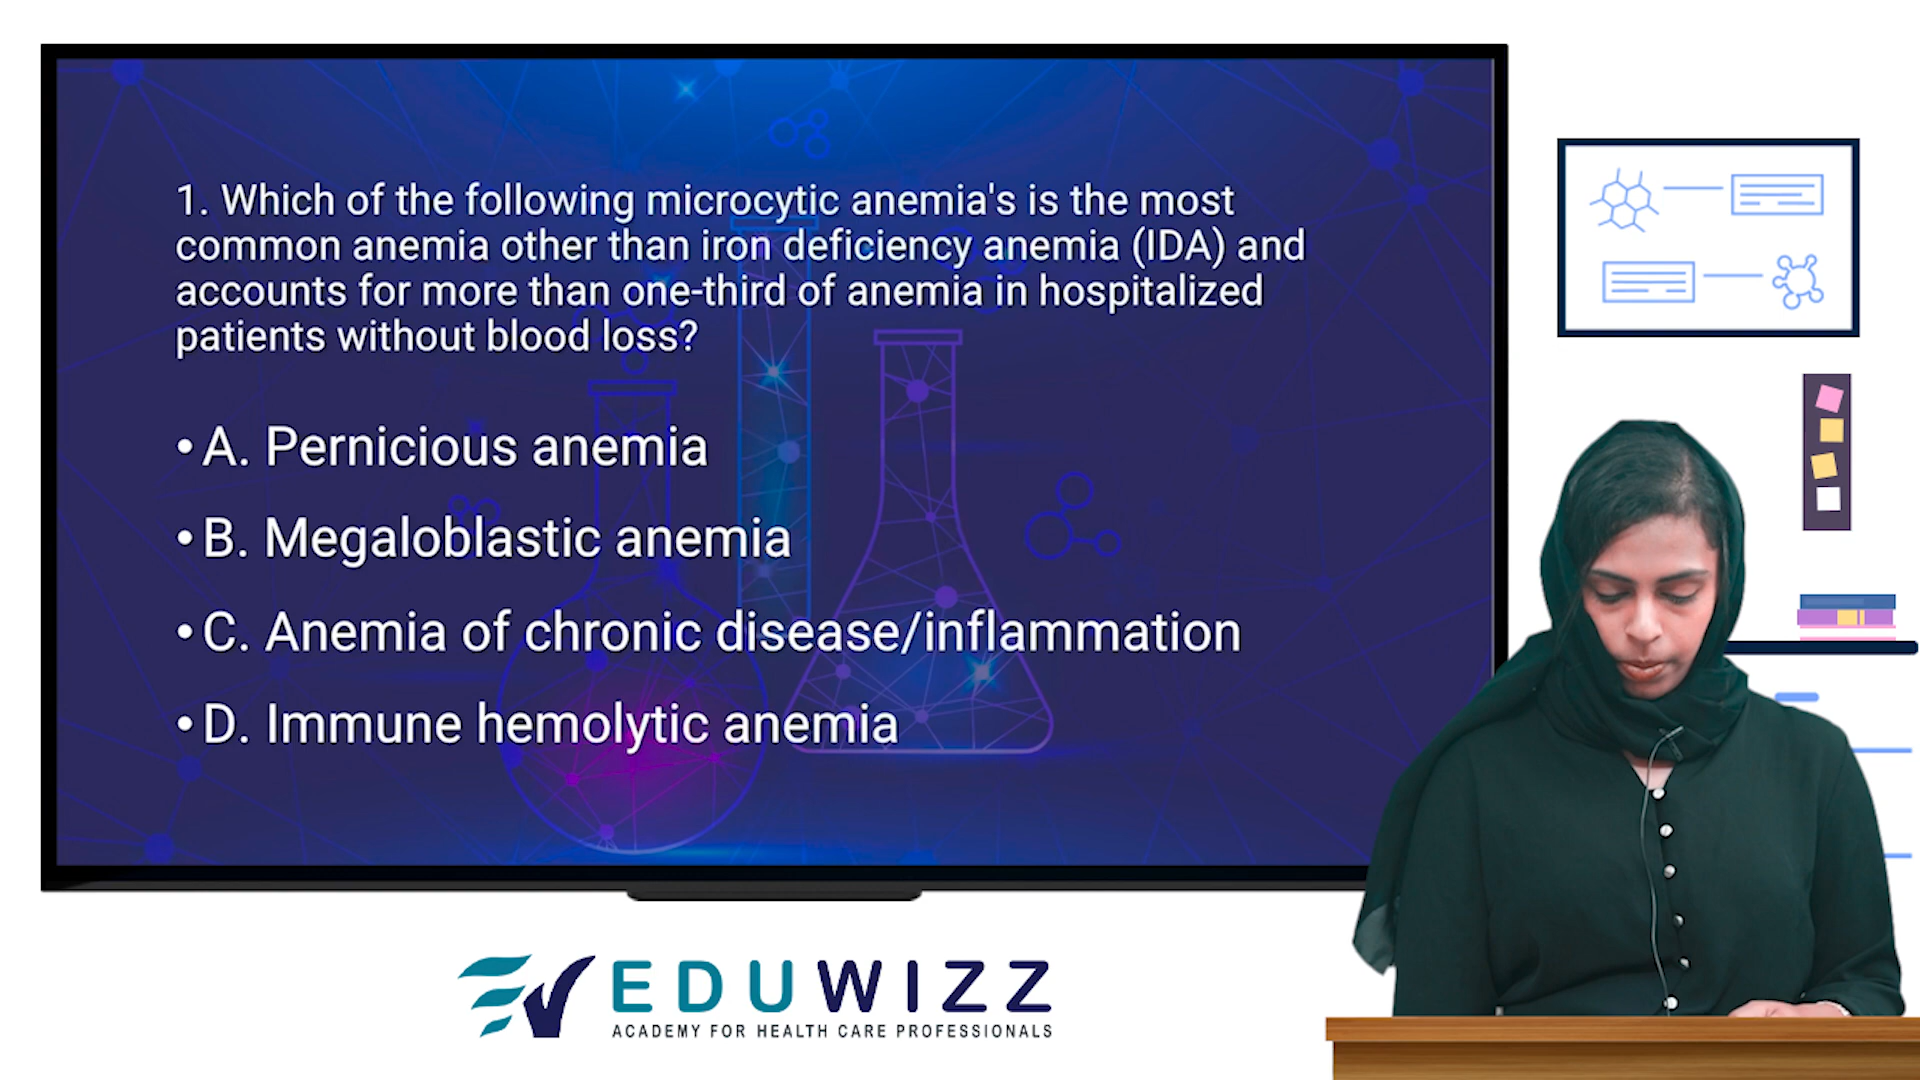 1. Which of the following microcytic anemia's is the most
common anemia other than iron deficiency anemia (IDA) and
accounts for more than one-third of anemia in hospitalized
patients without blood loss?
• A. Pernicious anemia
• B. Megaloblastic anemia
• C. Anemia of chronic disease/inflammation
• D. Immune hemolytic anemia
EDUWIZZ
ACADEMY FOR HEALTH CARE PROFESSIONALS